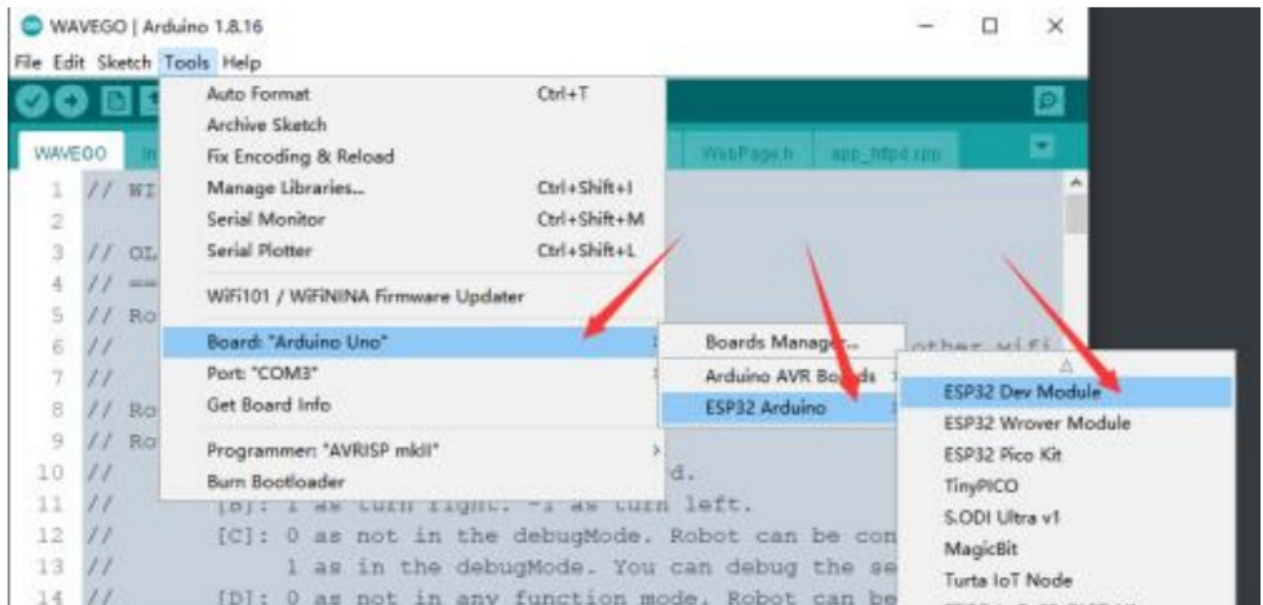 WAVEGO | Arduino 1.8.16
File Edit Sketch Tools Help
Auto Format Ctrl+T
Archive Sketch
WAVEGO In WebPage.h app_httpd.cpp
Fix Encoding & Reload
1 // WI
Manage Libraries... Ctrl+Shift+I
2
Serial Monitor Ctrl+Shift+M
3 // OL
Serial Plotter Ctrl+Shift+L
4 // ==
WiFi101 / WiFiNINA Firmware Updater
5 // Ro
6 //
Board: "Arduino Uno" Boards Manager... other wifi
7 //
Port: "COM3" Arduino AVR Boards ESP32 Dev Module
8 // Ro
Get Board Info ESP32 Arduino ESP32 Wrover Module
9 // Ro
Programmer: "AVRISP mkII" ESP32 Pico Kit
10 // d.
Burn Bootloader TinyPICO
11 // [B]: 1 as turn right. -1 as turn left.
S.ODI Ultra v1
12 // [C]: 0 as not in the debugMode. Robot can be con
MagicBit
13 // 1 as in the debugMode. You can debug the se
Turta IoT Node
14 // [D]: 0 as not in any function mode. Robot can be